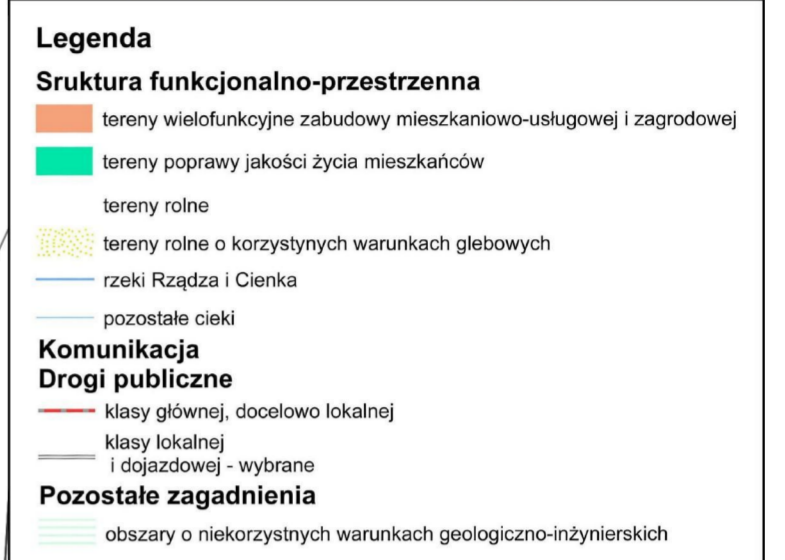 Legenda
Sruktura funkcjonalno-przestrzenna
tereny wielofunkcyjne zabudowy mieszkaniowo-usługowej i zagrodowej
tereny poprawy jakości życia mieszkańców
tereny rolne
tereny rolne o korzystynych warunkach glebowych
rzeki Rządza i Cienka
pozostałe cieki
Komunikacja
Drogi publiczne
klasy głównej, docelowo lokalnej
klasy lokalnej
i dojazdowej - wybrane
Pozostałe zagadnienia
obszary o niekorzystnych warunkach geologiczno-inżynierskich